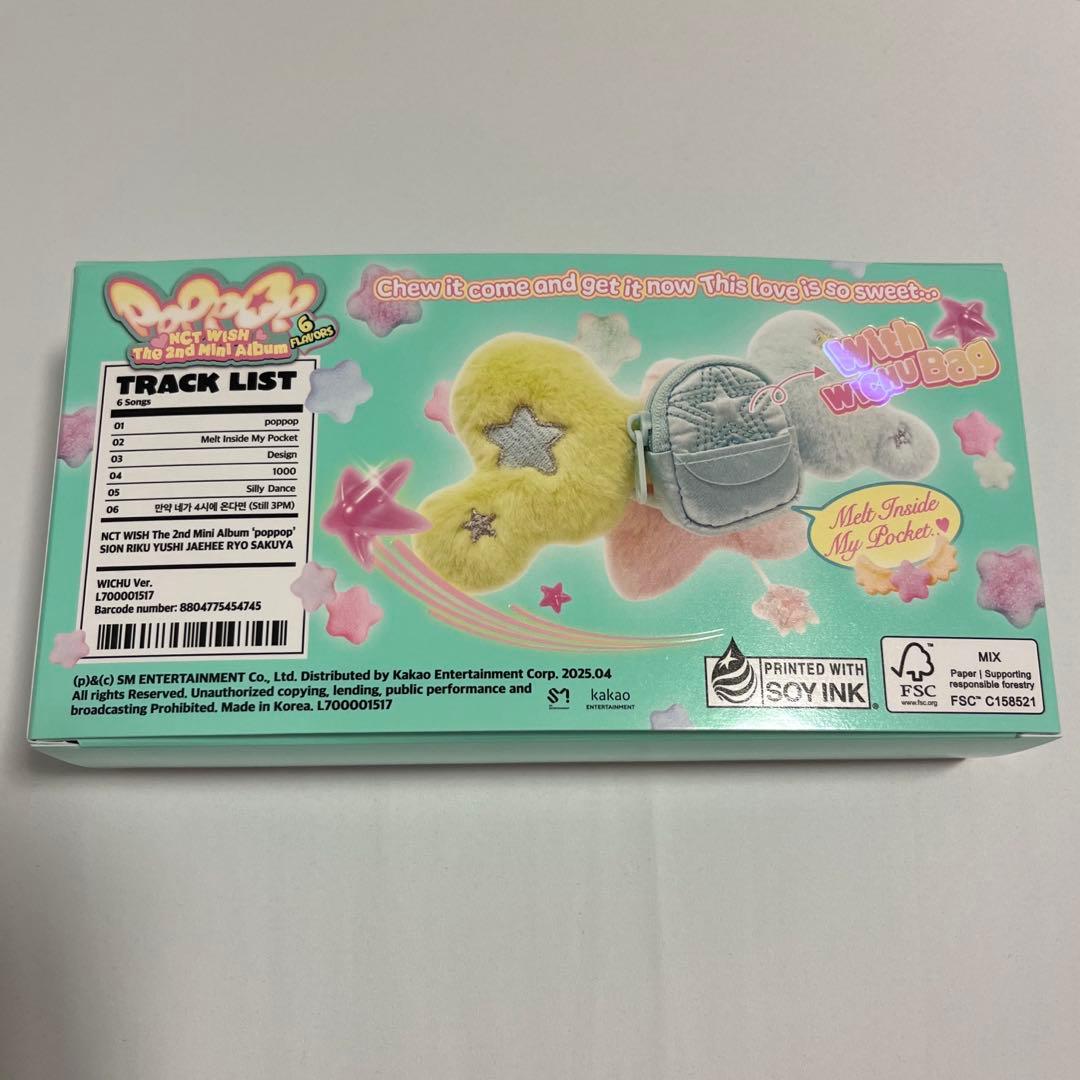 poppop
NCT WISH
The 2nd Mini Album
6 FLAVORS
Chew it come and get it now This love is so sweet...
With
WICHU Bag
TRACK LIST
6 Songs
01 poppop
02 Melt Inside My Pocket
03 Design
04 1000
05 Silly Dance
06 만약 네가 4시에 온다면 (Still 3PM)
NCT WISH The 2nd Mini Album ‘poppop’
SION RIKU YUSHI JAEHEE RYO SAKUYA
WICHU Ver.
L700001517
Barcode number: 8804775454745
Melt Inside
My Pocket..♥
(p)&(c) SM ENTERTAINMENT Co., Ltd. Distributed by Kakao Entertainment Corp. 2025.04
All rights Reserved. Unauthorized copying, lending, public performance and
broadcasting Prohibited. Made in Korea. L700001517
kakao
ENTERTAINMENT
PRINTED WITH
SOY INK
FSC
www.fsc.org
MIX
Paper | Supporting
responsible forestry
FSC™ C158521